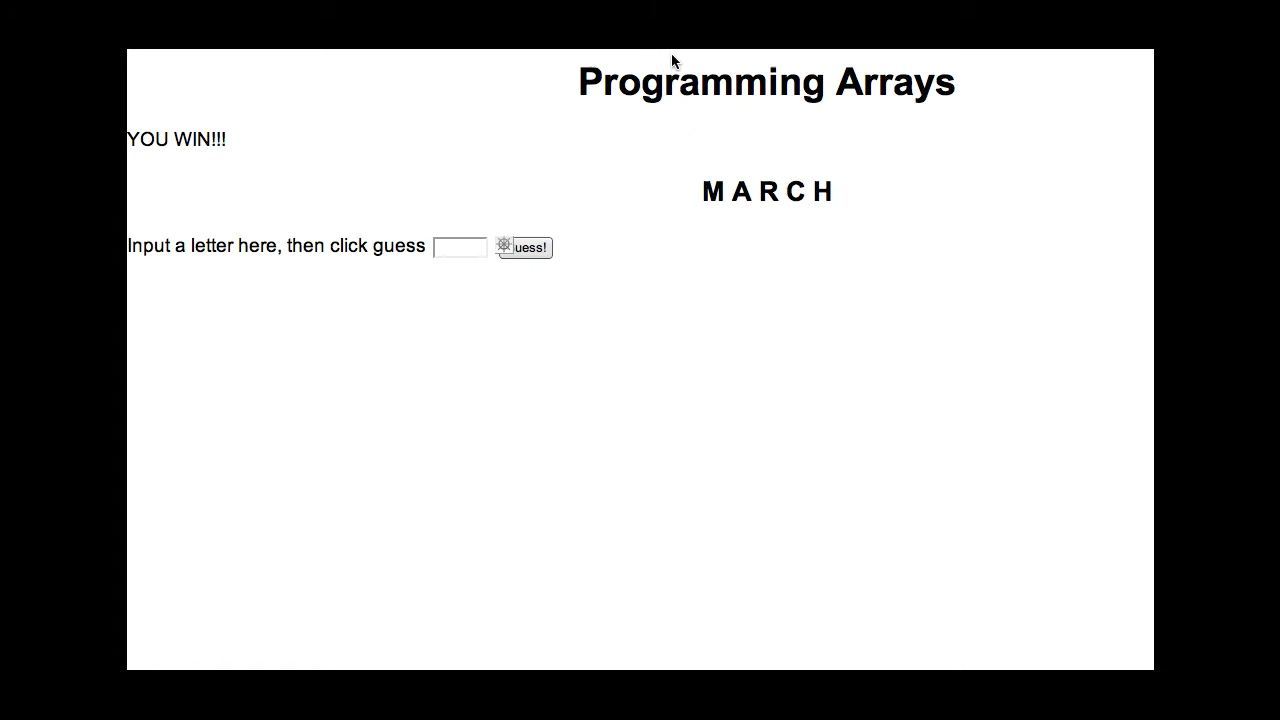 Programming Arrays
YOU WIN!!!
M A R C H
Input a letter here, then click guess uess!